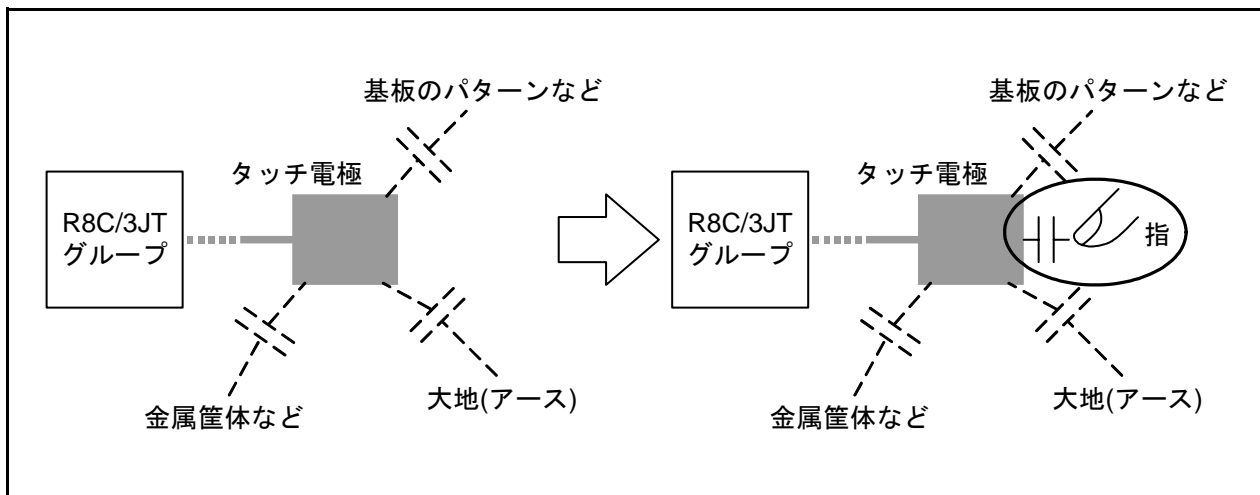 基板のパターンなど
タッチ電極
R8C/3JT
グループ
金属筐体など
大地(アース)
基板のパターンなど
タッチ電極
R8C/3JT
グループ
指
金属筐体など
大地(アース)